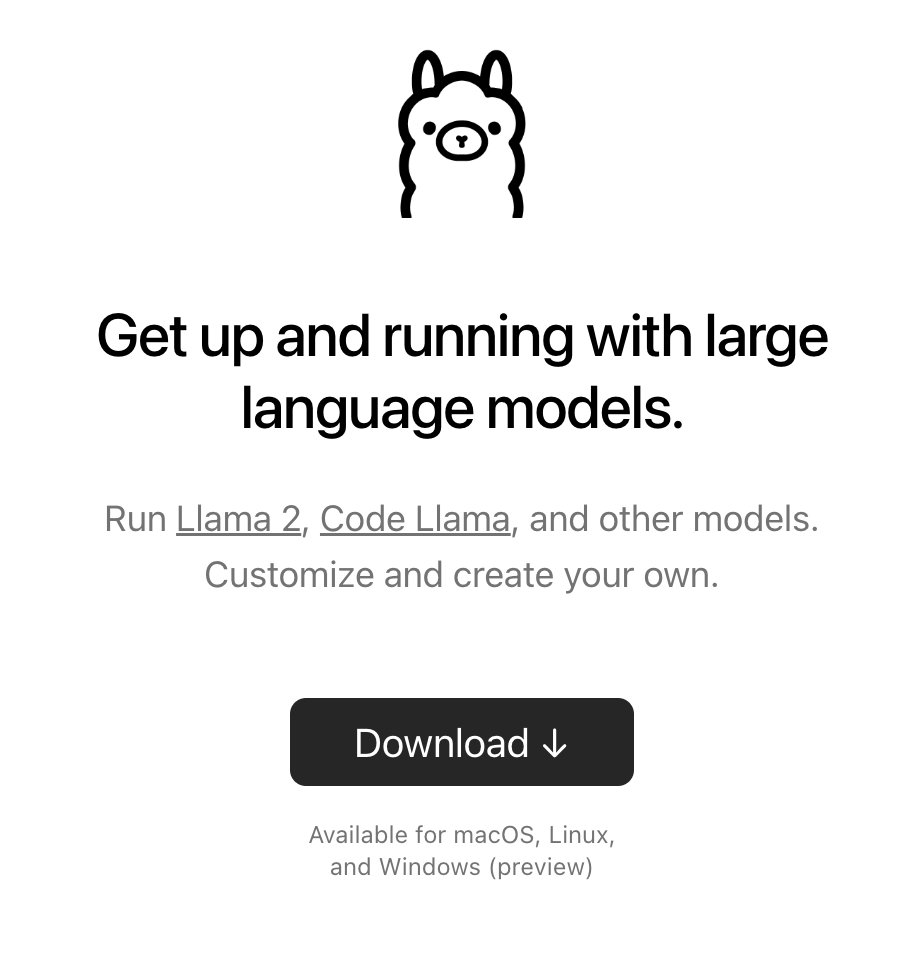 Get up and running with large
language models.
Run Llama 2, Code Llama, and other models.
Customize and create your own.
Download ↓
Available for macOS, Linux,
and Windows (preview)